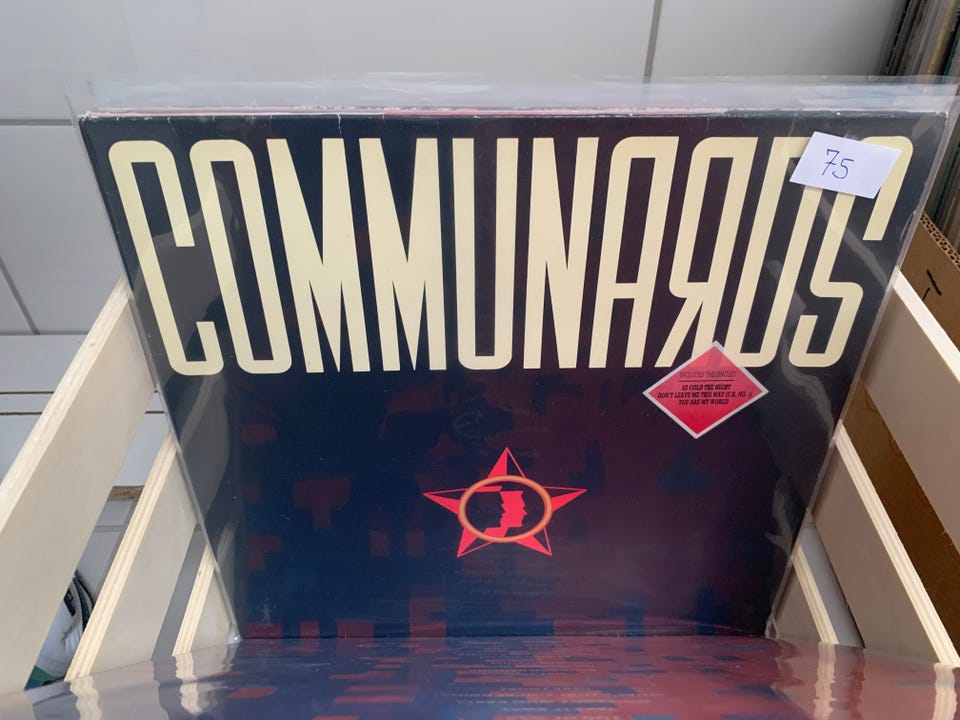 COMMUNARDS
75
INCLUDES THE SINGLES
SO COLD THE NIGHT
DON'T LEAVE ME THIS WAY (U.K. NO. 1)
YOU ARE MY WORLD